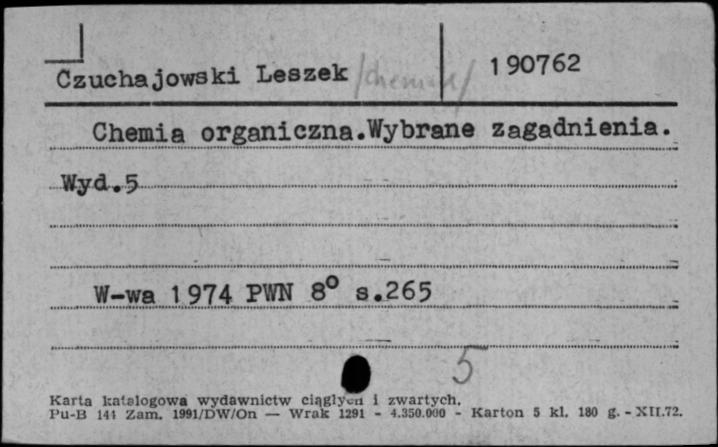 Czuchajowski Leszek /chemia/ 190762
Chemia organiczna.Wybrane zagadnienia.
Wyd.5
W-wa 1974 PWN 8° s.265
5
Karta katalogowa wydawnictw ciągłych i zwartych.
Pu-B 141 Zam. 1991/DW/On — Wrak 1291 - 4.350.000 - Karton 5 kl. 180 g. - XII.72.